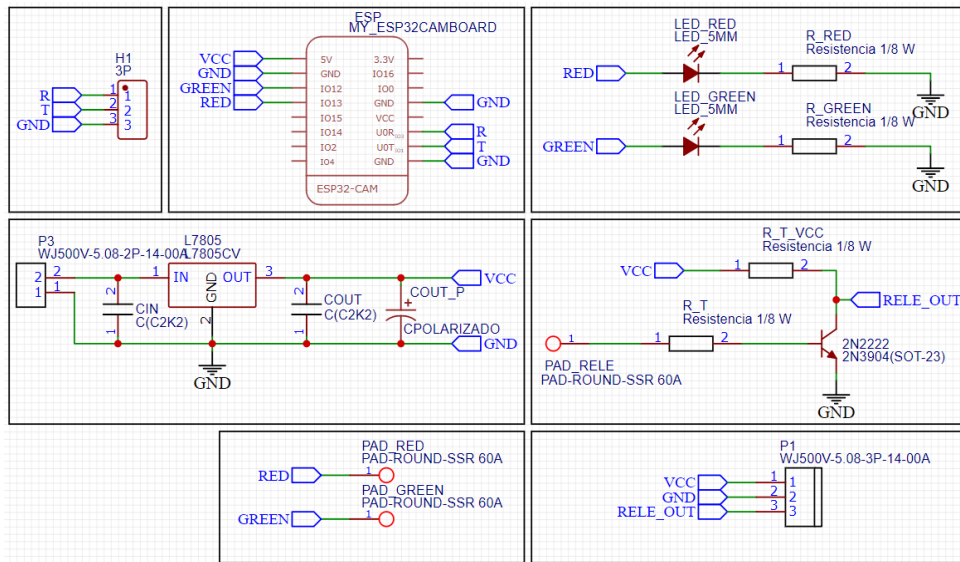 H1
3P
R
T
GND
1
2
3
1
2
3
ESP
MY_ESP32CAMBOARD
VCC
GND
GREEN
RED
5V
GND
IO12
IO13
IO15
IO14
IO2
IO4
3.3V
IO16
IO0
GND
VCC
U0R
U0T
GND
ESP32-CAM
GND
R
T
GND
LED_RED
LED_5MM
R_RED
Resistencia 1/8 W
RED
1
2
GND
LED_GREEN
LED_5MM
R_GREEN
Resistencia 1/8 W
GREEN
1
2
GND
P3
WJ500V-5.08-2P-14-00A
2
1
2
1
L7805
L7805CV
1
IN
OUT
3
GND
2
2
1
CIN
C(C2K2)
2
1
COUT
C(C2K2)
COUT_P
+
CPOLARIZADO
VCC
GND
GND
R_T_VCC
Resistencia 1/8 W
VCC
1
2
RELE_OUT
R_T
Resistencia 1/8 W
1
1
2
PAD_RELE
PAD-ROUND-SSR 60A
2N2222
2N3904(SOT-23)
GND
PAD_RED
PAD-ROUND-SSR 60A
RED
1
PAD_GREEN
PAD-ROUND-SSR 60A
GREEN
1
P1
WJ500V-5.08-3P-14-00A
VCC
GND
RELE_OUT
1
2
3
1
2
3